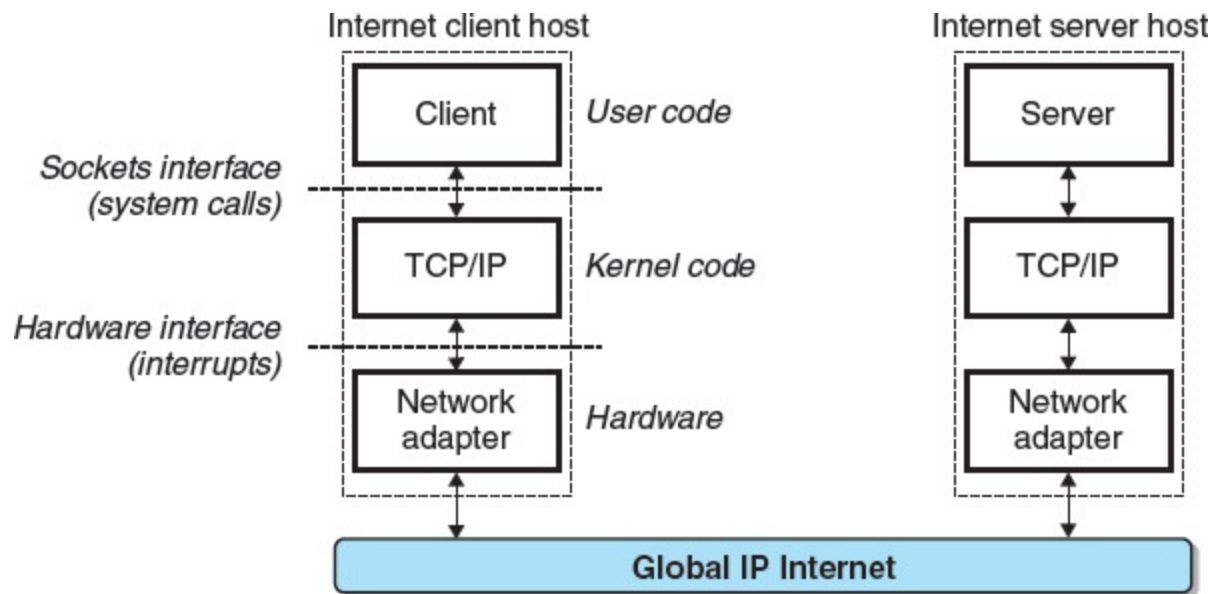 Internet client host
Internet server host
Client
User code
Server
Sockets interface
(system calls)
TCP/IP
Kernel code
TCP/IP
Hardware interface
(interrupts)
Network
adapter
Hardware
Network
adapter
Global IP Internet